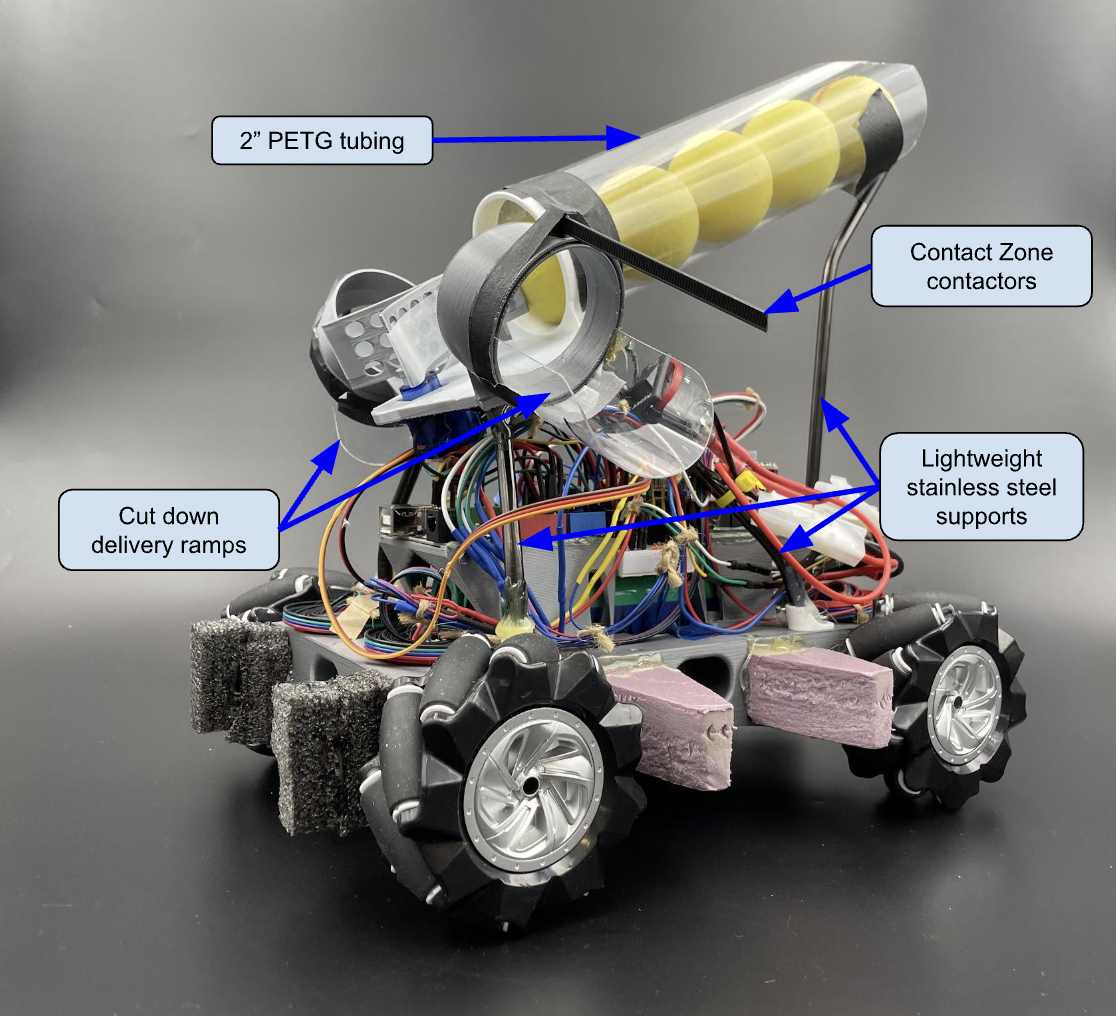 2” PETG tubing
Contact Zone
contactors
Lightweight
stainless steel
supports
Cut down
delivery ramps